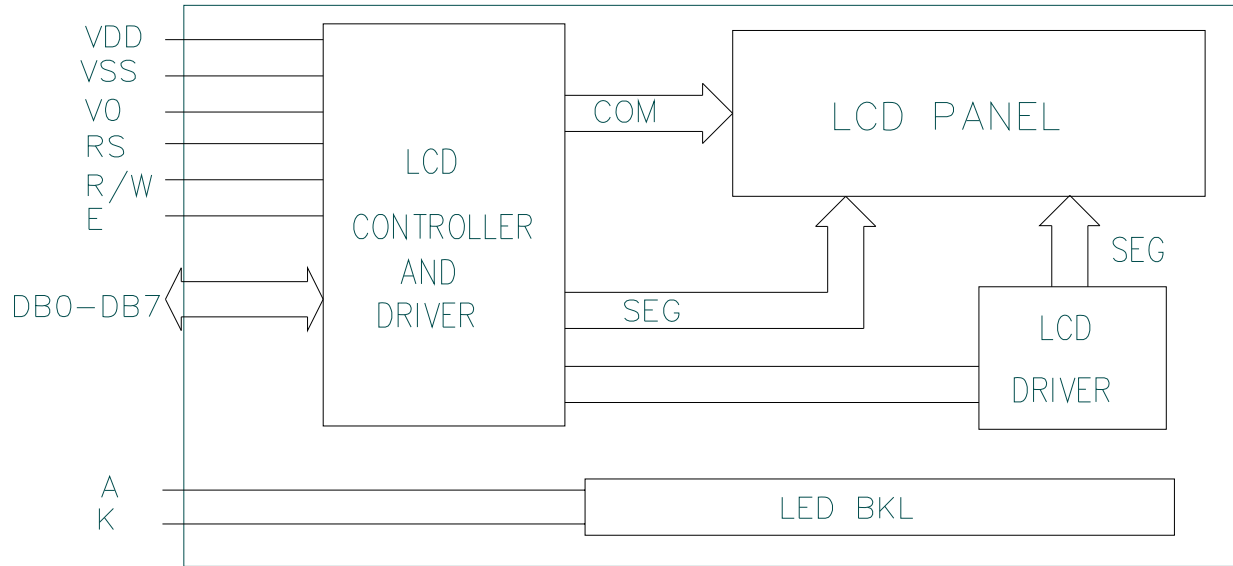 VDD
VSS
V0
RS
R/W
E
DB0-DB7
A
K
LCD
CONTROLLER
AND
DRIVER
COM
SEG
LCD PANEL
SEG
LCD
DRIVER
LED BKL